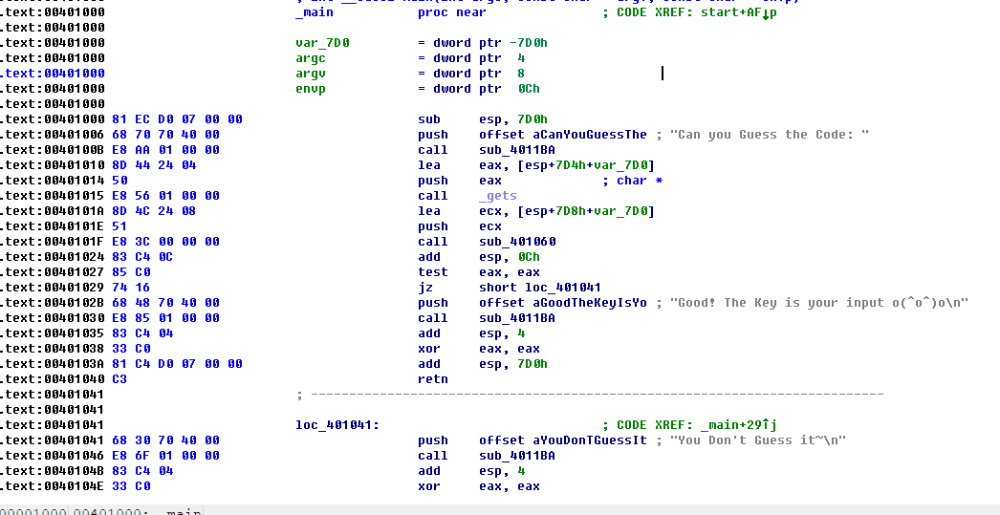 _main proc near ; CODE XREF: start+AF↓p
.text:00401000
.text:00401000
.text:00401000 var_7D0 = dword ptr -7D0h
.text:00401000 argc = dword ptr 4
.text:00401000 argv = dword ptr 8
.text:00401000 envp = dword ptr 0Ch
.text:00401000
.text:00401000 81 EC D0 07 00 00 sub esp, 7D0h
.text:00401006 68 70 70 40 00 push offset aCanYouGuessThe ; "Can you Guess the Code: "
.text:0040100B E8 AA 01 00 00 call sub_4011BA
.text:00401010 8D 44 24 04 lea eax, [esp+7D4h+var_7D0]
.text:00401014 50 push eax ; char *
.text:00401015 E8 56 01 00 00 call _gets
.text:0040101A 8D 4C 24 08 lea ecx, [esp+7D8h+var_7D0]
.text:0040101E 51 push ecx
.text:0040101F E8 3C 00 00 00 call sub_401060
.text:00401024 83 C4 0C add esp, 0Ch
.text:00401027 85 C0 test eax, eax
.text:00401029 74 16 jz short loc_401041
.text:0040102B 68 48 70 40 00 push offset aGoodTheKeyIsYo ; "Good! The Key is your input o(^o^)o\n"
.text:00401030 E8 85 01 00 00 call sub_4011BA
.text:00401035 83 C4 04 add esp, 4
.text:00401038 33 C0 xor eax, eax
.text:0040103A 81 C4 D0 07 00 00 add esp, 7D0h
.text:00401040 C3 retn
.text:00401041 ; ---------------------------------------------------------------------------
.text:00401041
.text:00401041 loc_401041: ; CODE XREF: _main+29↑j
.text:00401041 68 30 70 40 00 push offset aYouDonTGuessIt ; "You Don't Guess it~\n"
.text:00401046 E8 6F 01 00 00 call sub_4011BA
.text:0040104B 83 C4 04 add esp, 4
.text:0040104E 33 C0 xor eax, eax
00001000 00401000: _main